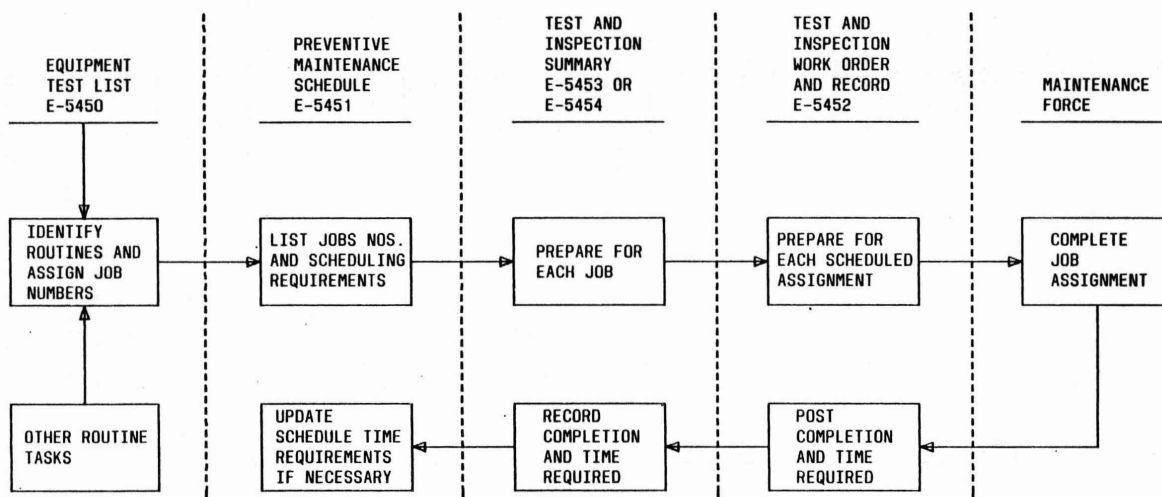 EQUIPMENT
TEST LIST
E-5450
PREVENTIVE
MAINTENANCE
SCHEDULE
E-5451
TEST AND
INSPECTION
SUMMARY
E-5453 OR
E-5454
TEST AND
INSPECTION
WORK ORDER
AND RECORD
E-5452
MAINTENANCE
FORCE
IDENTIFY
ROUTINES AND
ASSIGN JOB
NUMBERS
LIST JOBS NOS.
AND SCHEDULING
REQUIREMENTS
PREPARE FOR
EACH JOB
PREPARE FOR
EACH SCHEDULED
ASSIGNMENT
COMPLETE
JOB
ASSIGNMENT
OTHER ROUTINE
TASKS
UPDATE
SCHEDULE TIME
REQUIREMENTS
IF NECESSARY
RECORD
COMPLETION
AND TIME
REQUIRED
POST
COMPLETION
AND TIME
REQUIRED